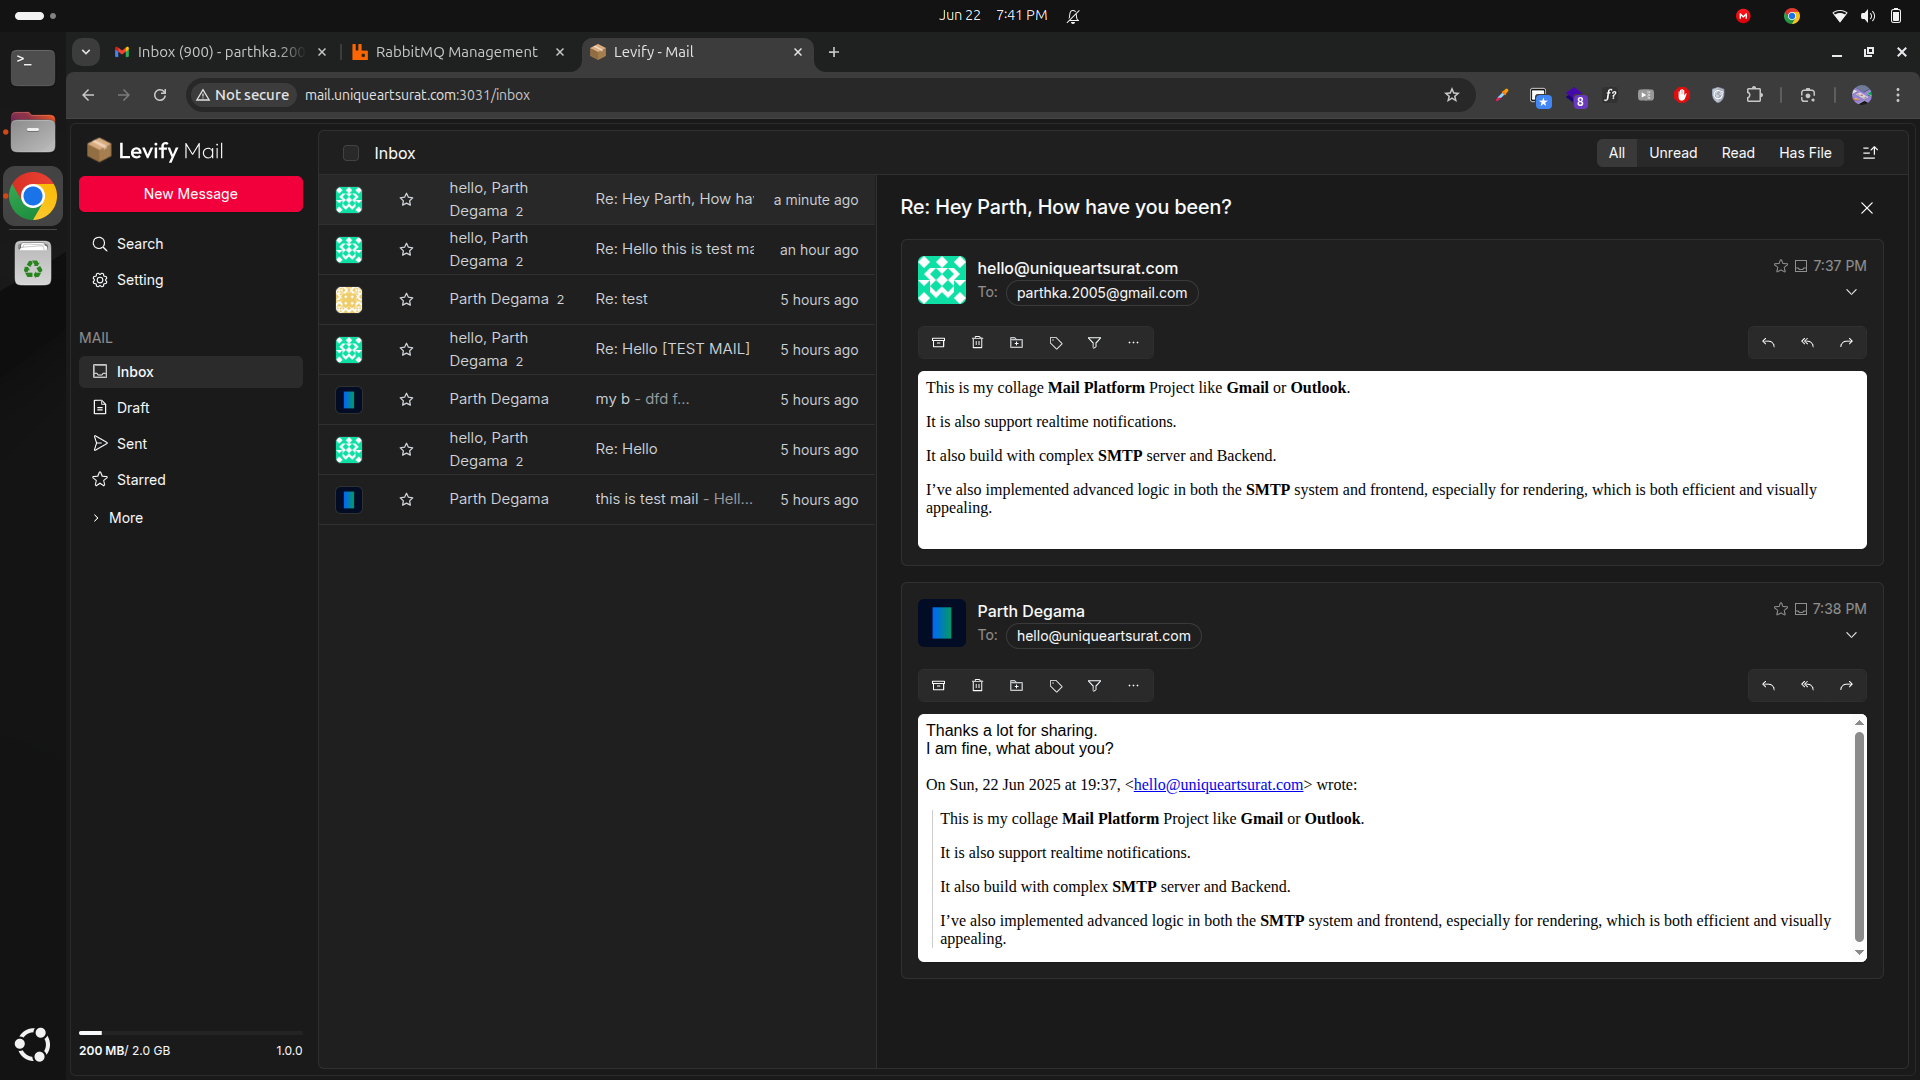 Jun 22 7:41 PM
Inbox (900) - parthka.200
RabbitMQ Management
Levify - Mail
Not secure
mail.uniqueartsurat.com:3031/inbox
8
Levify Mail
New Message
Search
Setting
MAIL
Inbox
Draft
Sent
Starred
More
200 MB/ 2.0 GB
1.0.0
Inbox
All
Unread
Read
Has File
hello, Parth
Degama 2
Re: Hey Parth, How ha
a minute ago
hello, Parth
Degama 2
Re: Hello this is test ma
an hour ago
Parth Degama 2
Re: test
5 hours ago
hello, Parth
Degama 2
Re: Hello [TEST MAIL]
5 hours ago
Parth Degama
my b - dfd f...
5 hours ago
hello, Parth
Degama 2
Re: Hello
5 hours ago
Parth Degama
this is test mail - Hell...
5 hours ago
Re: Hey Parth, How have you been?
hello@uniqueartsurat.com
7:37 PM
To: parthka.2005@gmail.com
This is my collage Mail Platform Project like Gmail or Outlook.
It is also support realtime notifications.
It also build with complex SMTP server and Backend.
I’ve also implemented advanced logic in both the SMTP system and frontend, especially for rendering, which is both efficient and visually
appealing.
Parth Degama
7:38 PM
To: hello@uniqueartsurat.com
Thanks a lot for sharing.
I am fine, what about you?
On Sun, 22 Jun 2025 at 19:37, <hello@uniqueartsurat.com> wrote:
This is my collage Mail Platform Project like Gmail or Outlook.
It is also support realtime notifications.
It also build with complex SMTP server and Backend.
I’ve also implemented advanced logic in both the SMTP system and frontend, especially for rendering, which is both efficient and visually
appealing.